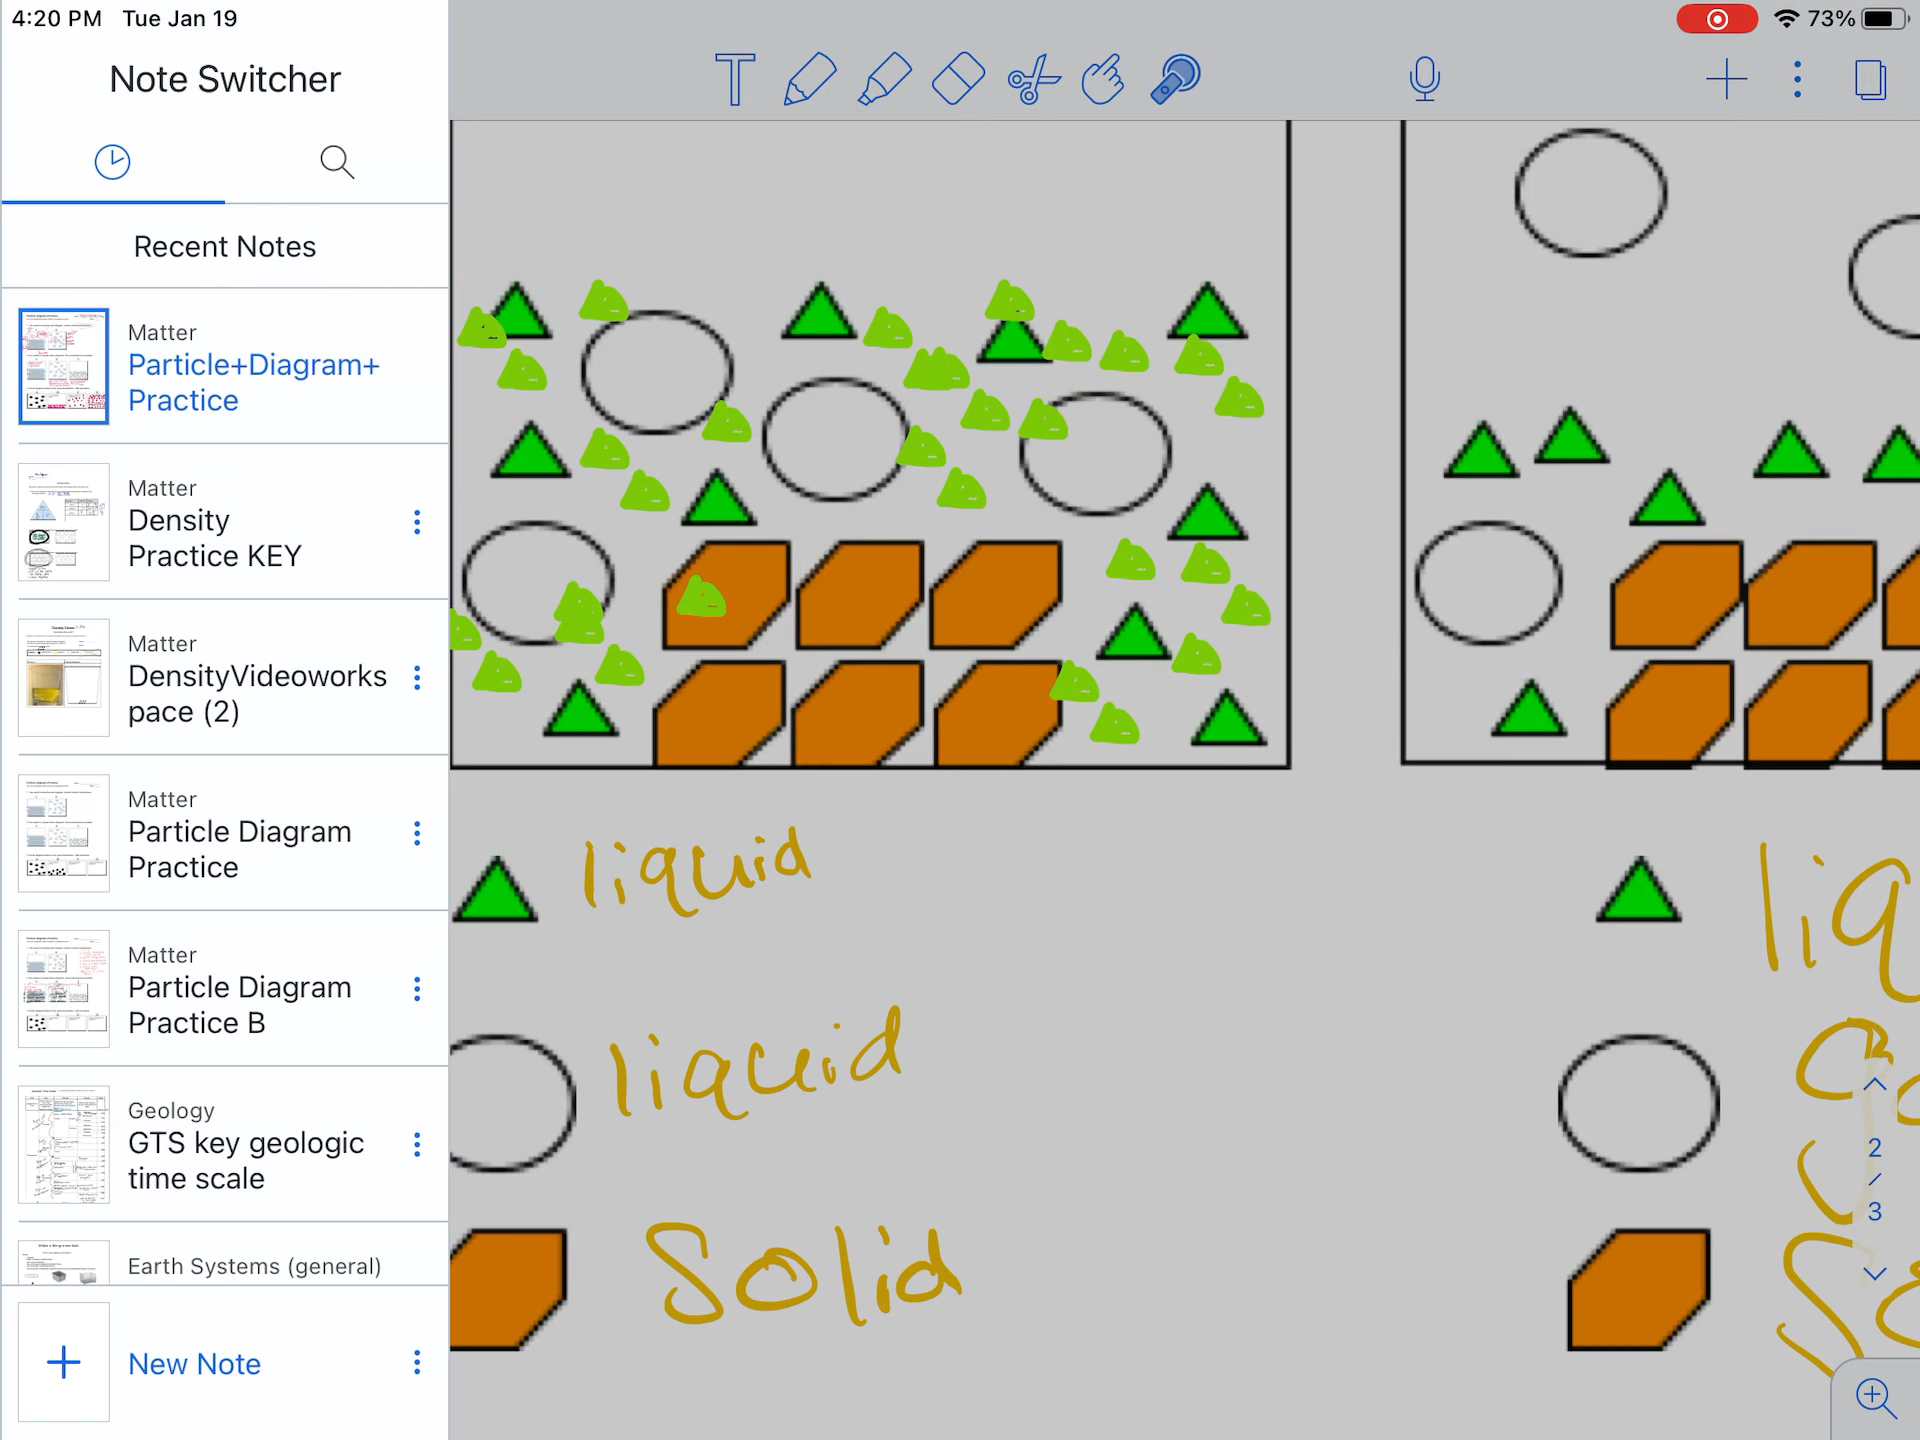 4:20 PM Tue Jan 19
73%
Note Switcher
Recent Notes
Matter
Particle+Diagram+
Practice
Matter
Density
Practice KEY
Matter
DensityVideoworks
pace (2)
Matter
Particle Diagram
Practice
Matter
Particle Diagram
Practice B
Geology
GTS key geologic
time scale
Earth Systems (general)
New Note
T
liquid
liq
liquid
Solid
2
/
3